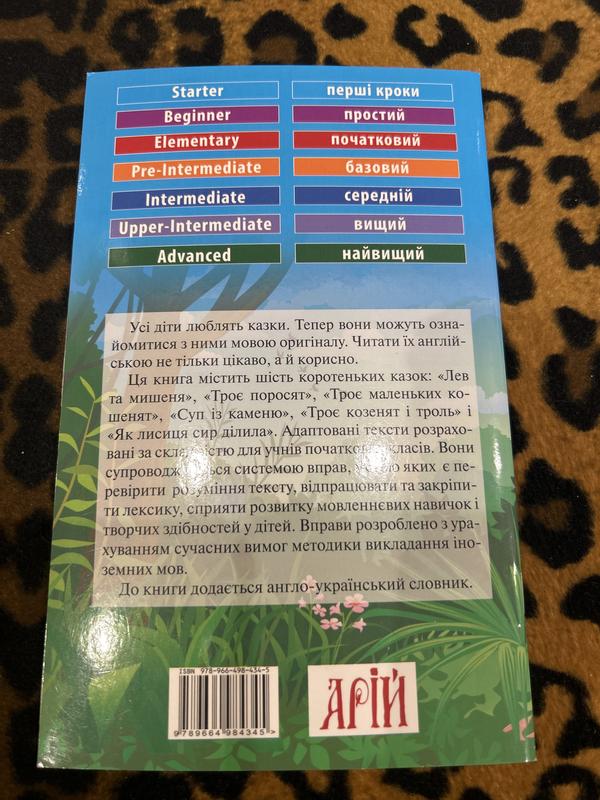 Starter перші кроки
Beginner простий
Elementary початковий
Pre-Intermediate базовий
Intermediate середній
Upper-Intermediate вищий
Advanced найвищий
Усі діти люблять казки. Тепер вони можуть озна-
йомитися з ними мовою оригіналу. Читати їх англій-
ською не тільки цікаво, а й корисно.
Ця книга містить шість коротеньких казок: «Лев
та мишеня», «Троє поросят», «Троє маленьких ко-
шенят», «Суп із каменю», «Троє козенят і троль» і
«Як лисиця сир ділила». Адаптовані тексти розрахо-
вані за складністю для учнів початкових класів. Вони
супроводжуються системою вправ, яких є пе-
ревірити розуміння тексту, відпрацювати та закріпи-
ти лексику, сприяти розвитку мовленнєвих навичок і
творчих здібностей у дітей. Вправи розроблено з ура-
хуванням сучасних вимог методики викладання іно-
земних мов.
До книги додається англо-український словник.
ISBN 978-966-498-434-5
9 789664 984345 >
АРІЙ